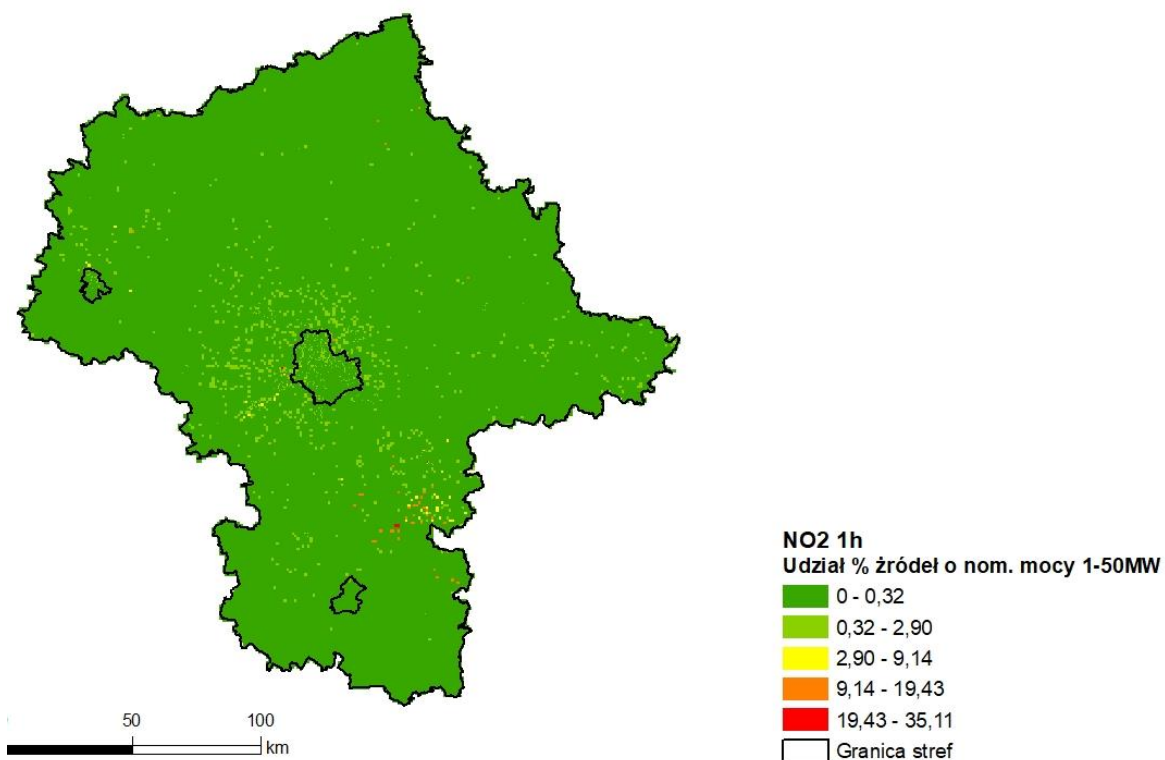 NO2 1h
Udział % źródeł o nom. mocy 1-50MW
0 - 0,32
0,32 - 2,90
2,90 - 9,14
9,14 - 19,43
19,43 - 35,11
Granica stref
50 100
km